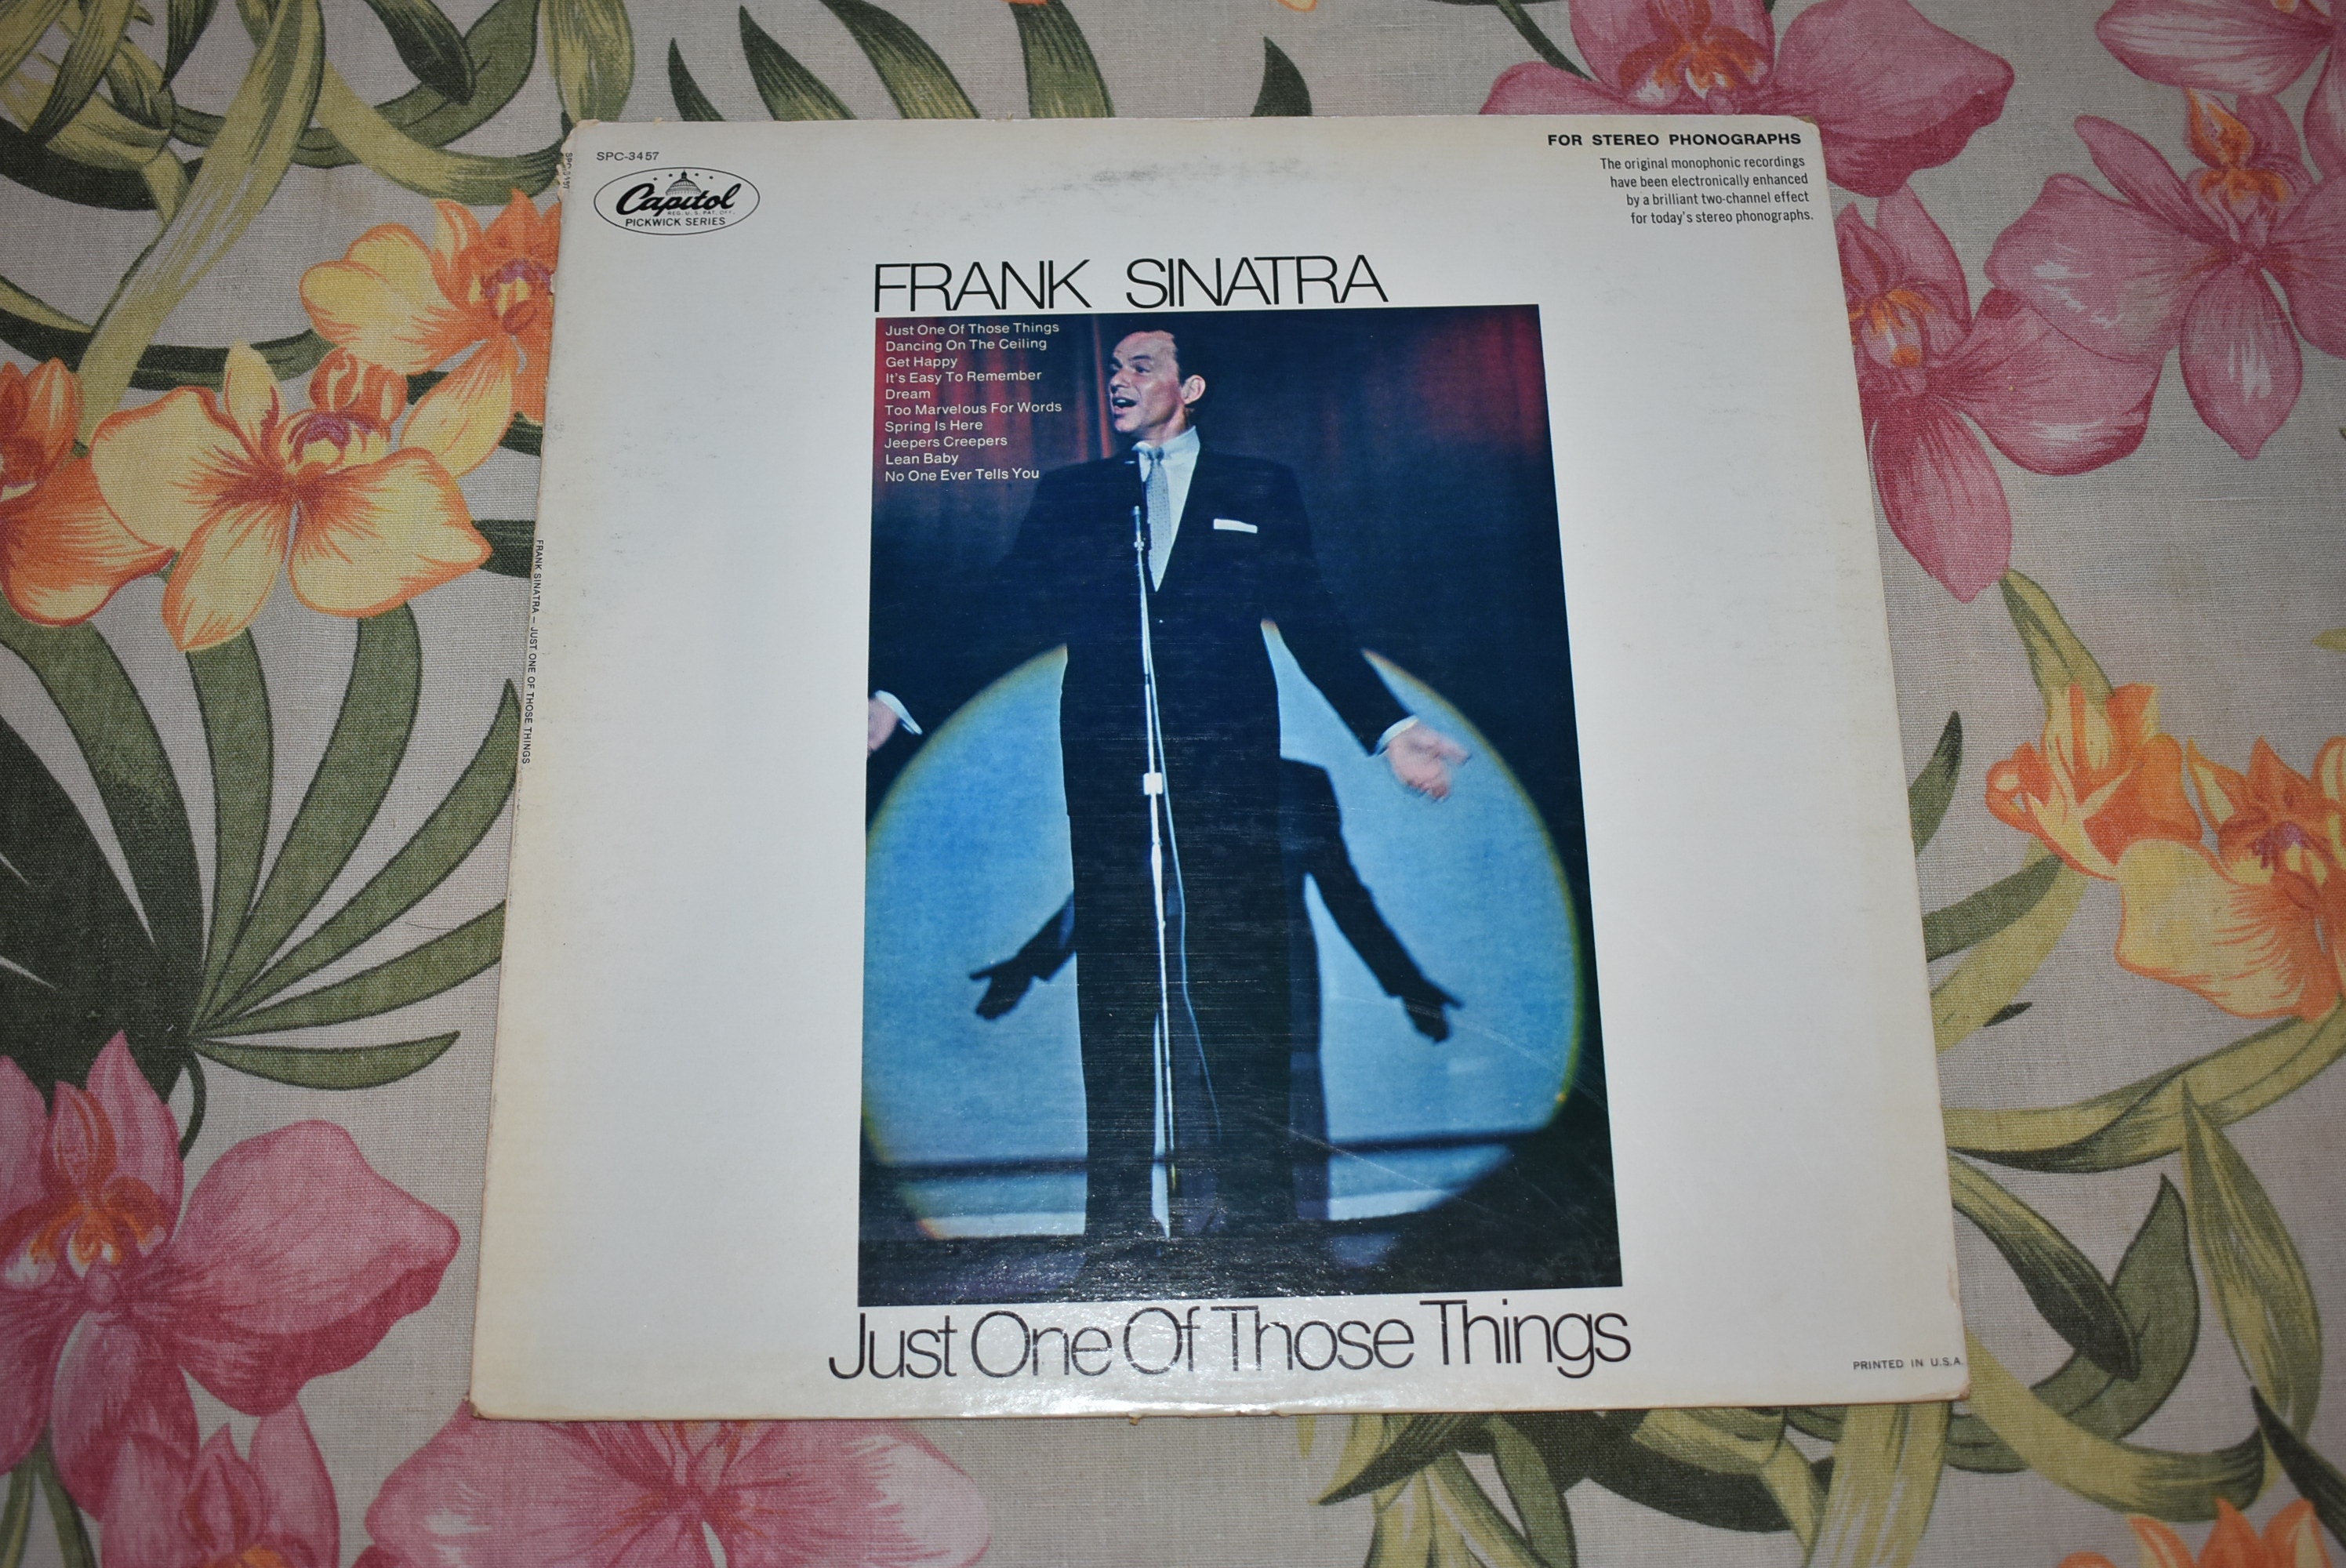 SPC-3457
Capitol
REG. U.S. PAT. OFF.
PICKWICK SERIES
FOR STEREO PHONOGRAPHS
The original monophonic recordings
have been electronically enhanced
by a brilliant two-channel effect
for today's stereo phonographs.
FRANK SINATRA
Just One Of Those Things
Dancing On The Ceiling
Get Happy
It's Easy To Remember
Dream
Too Marvelous For Words
Spring Is Here
Jeepers Creepers
Lean Baby
No One Ever Tells You
FRANK SINATRA — JUST ONE OF THOSE THINGS
Just One Of Those Things
PRINTED IN U.S.A.